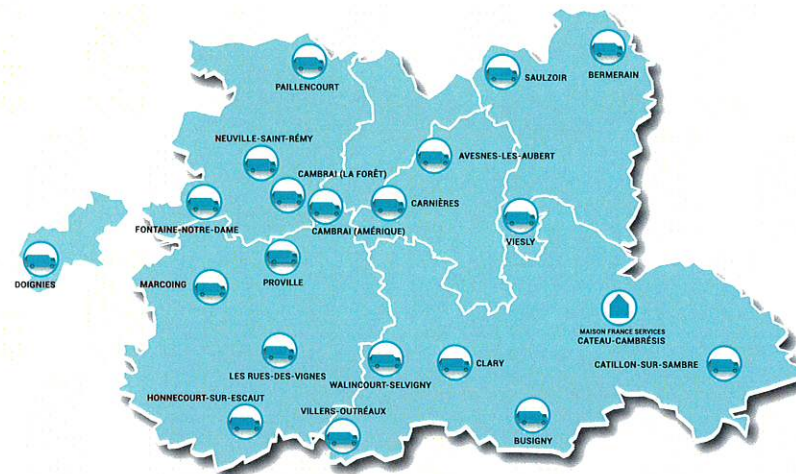 PAILLENCOURT
SAULZOIR
BERMERAIN
NEUVILLE-SAINT-RÉMY
AVESNES-LES-AUBERT
CAMBRAI (LA FORÊT)
CARNIÈRES
FONTAINE-NOTRE-DAME
CAMBRAI (AMÉRIQUE)
VIESLY
DOIGNIES
MARCOING
PROVILLE
MAISON FRANCE SERVICES
CATEAU-CAMBRÉSIS
LES RUES-DES-VIGNES
WALINCOURT-SELVIGNY
CLARY
CATILLON-SUR-SAMBRE
HONNECOURT-SUR-ESCAUT
VILLERS-OUTRÉAUX
BUSIGNY